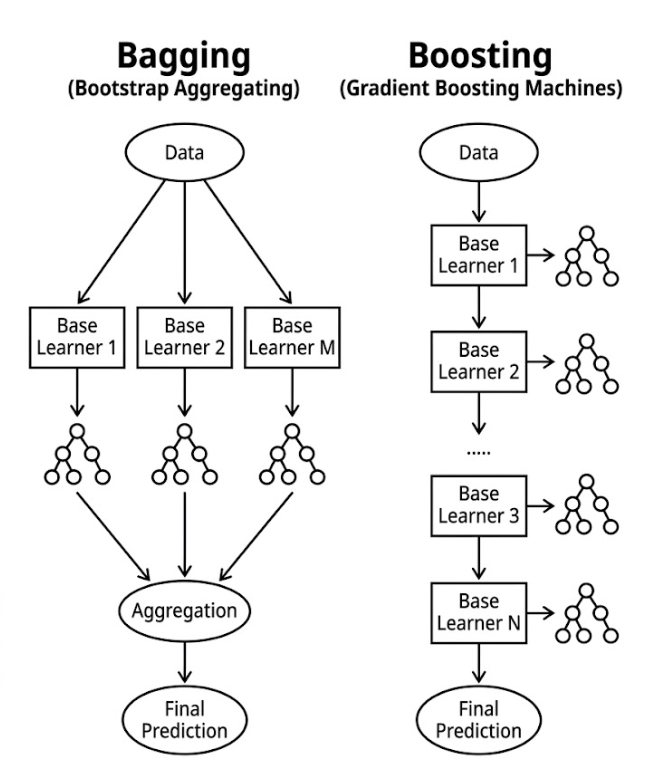 Bagging
(Bootstrap Aggregating)
Data
Base
Learner 1
Base
Learner 2
Base
Learner M
Aggregation
Final
Prediction
Boosting
(Gradient Boosting Machines)
Data
Base
Learner 1
Base
Learner 2
.....
Base
Learner 3
Base
Learner N
Final
Prediction